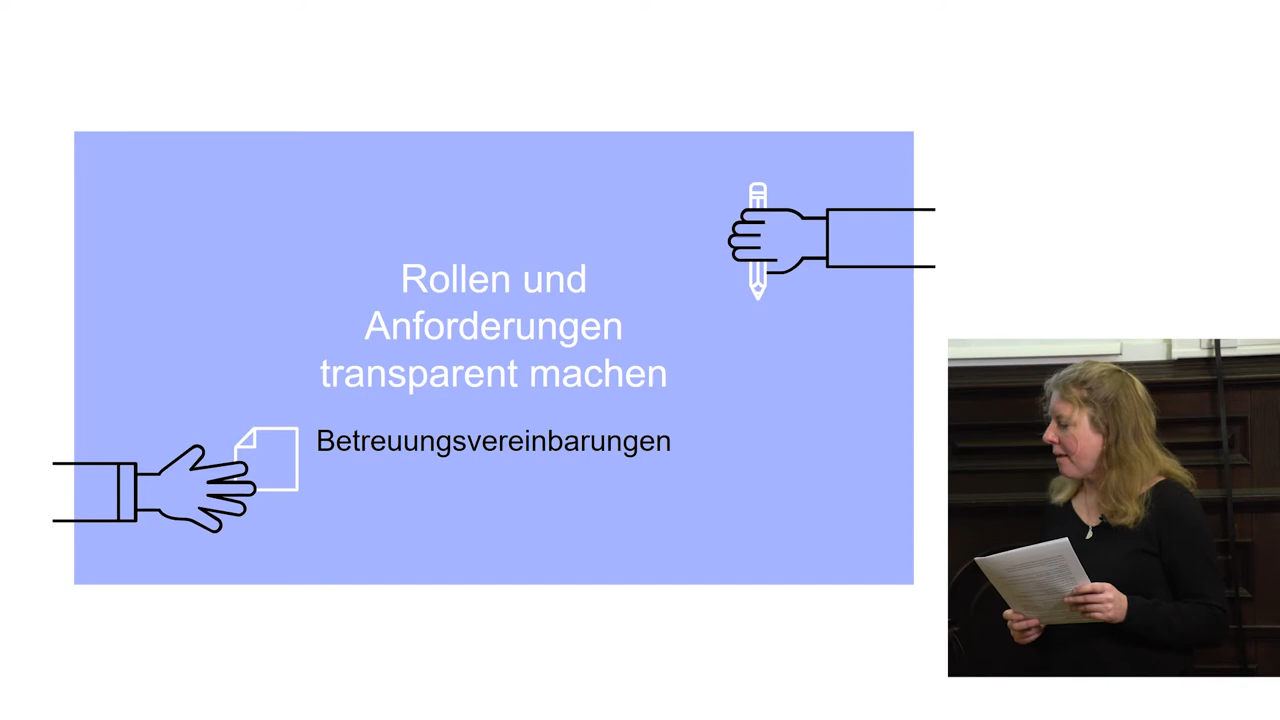 Rollen und
Anforderungen
transparent machen
Betreuungsvereinbarungen